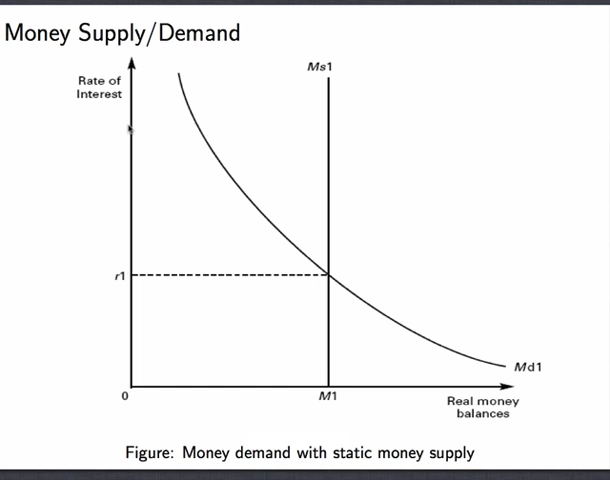 Money Supply/Demand
Ms1
Rate of
Interest
r1
Md1
0
M1
Real money
balances
Figure: Money demand with static money supply